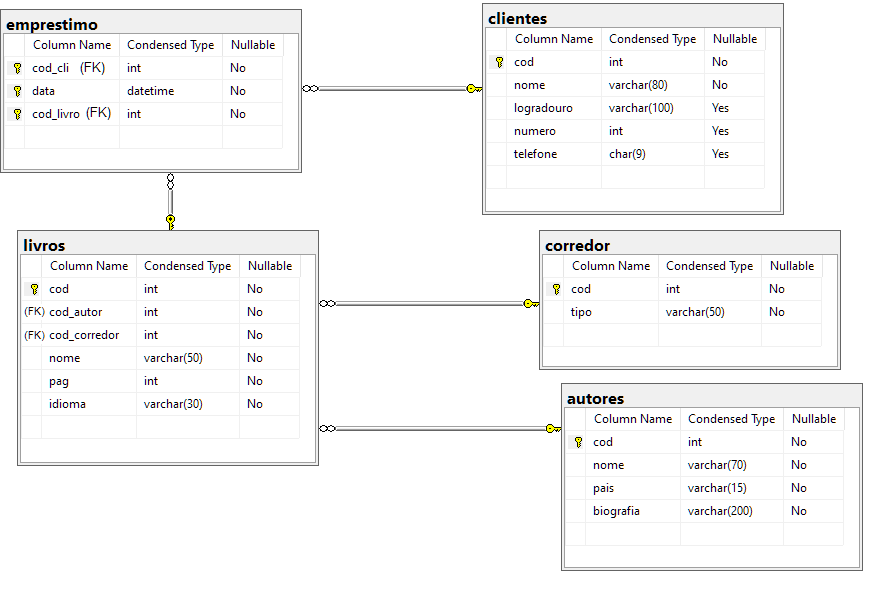 emprestimo
Column Name Condensed Type Nullable
cod_cli (FK) int No
data datetime No
cod_livro (FK) int No
clientes
Column Name Condensed Type Nullable
cod int No
nome varchar(80) No
logradouro varchar(100) Yes
numero int Yes
telefone char(9) Yes
livros
Column Name Condensed Type Nullable
cod int No
(FK) cod_autor int No
(FK) cod_corredor int No
nome varchar(50) No
pag int No
idioma varchar(30) No
corredor
Column Name Condensed Type Nullable
cod int No
tipo varchar(50) No
autores
Column Name Condensed Type Nullable
cod int No
nome varchar(70) No
pais varchar(15) No
biografia varchar(200) No